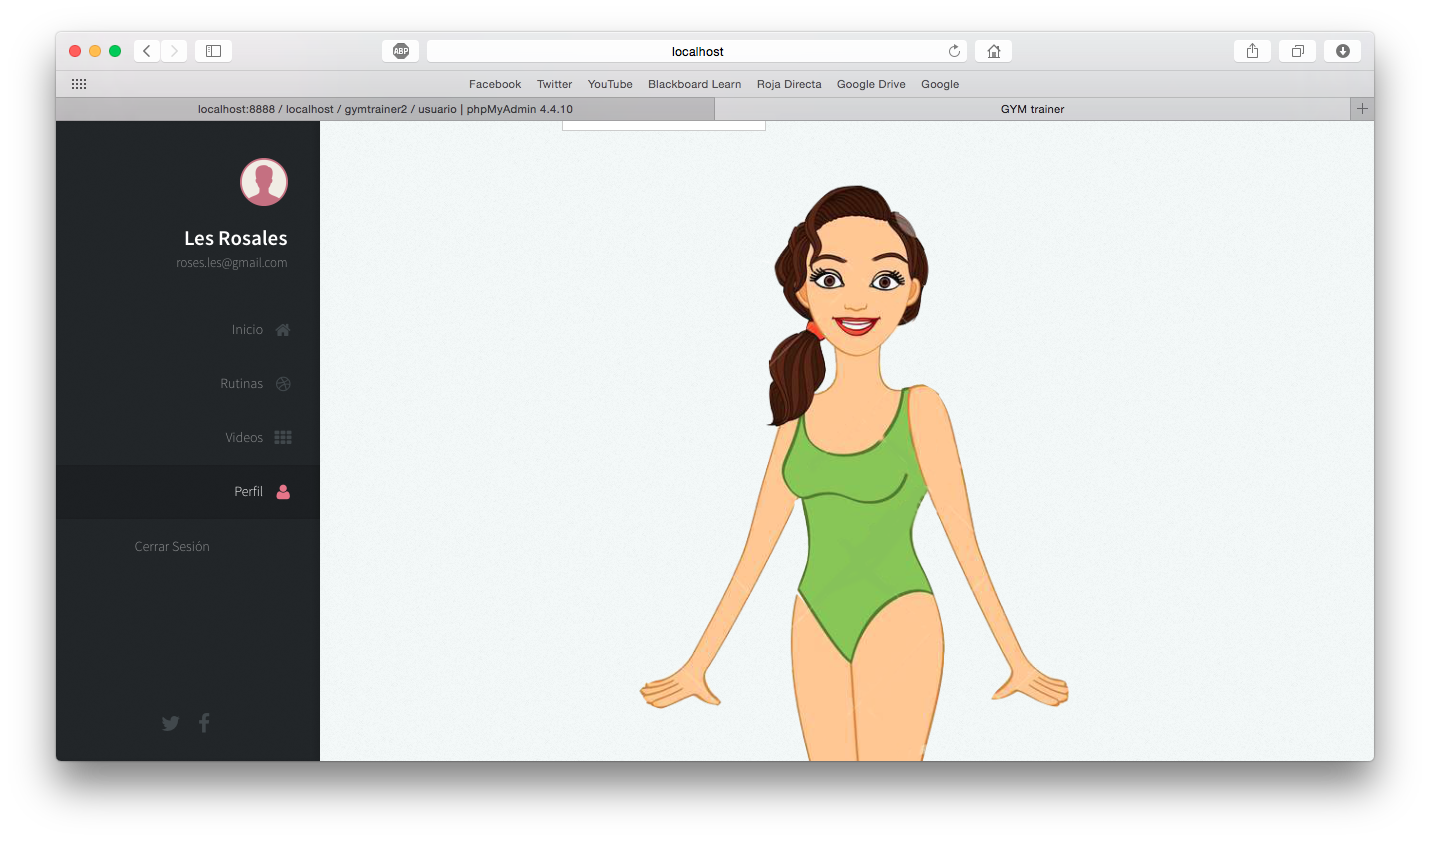 ABP
localhost
Facebook Twitter YouTube Blackboard Learn Roja Directa Google Drive Google
localhost:8888 / localhost / gymtrainer2 / usuario | phpMyAdmin 4.4.10
GYM trainer
Les Rosales
roses.les@gmail.com
Inicio
Rutinas
Videos
Perfil
Cerrar Sesión